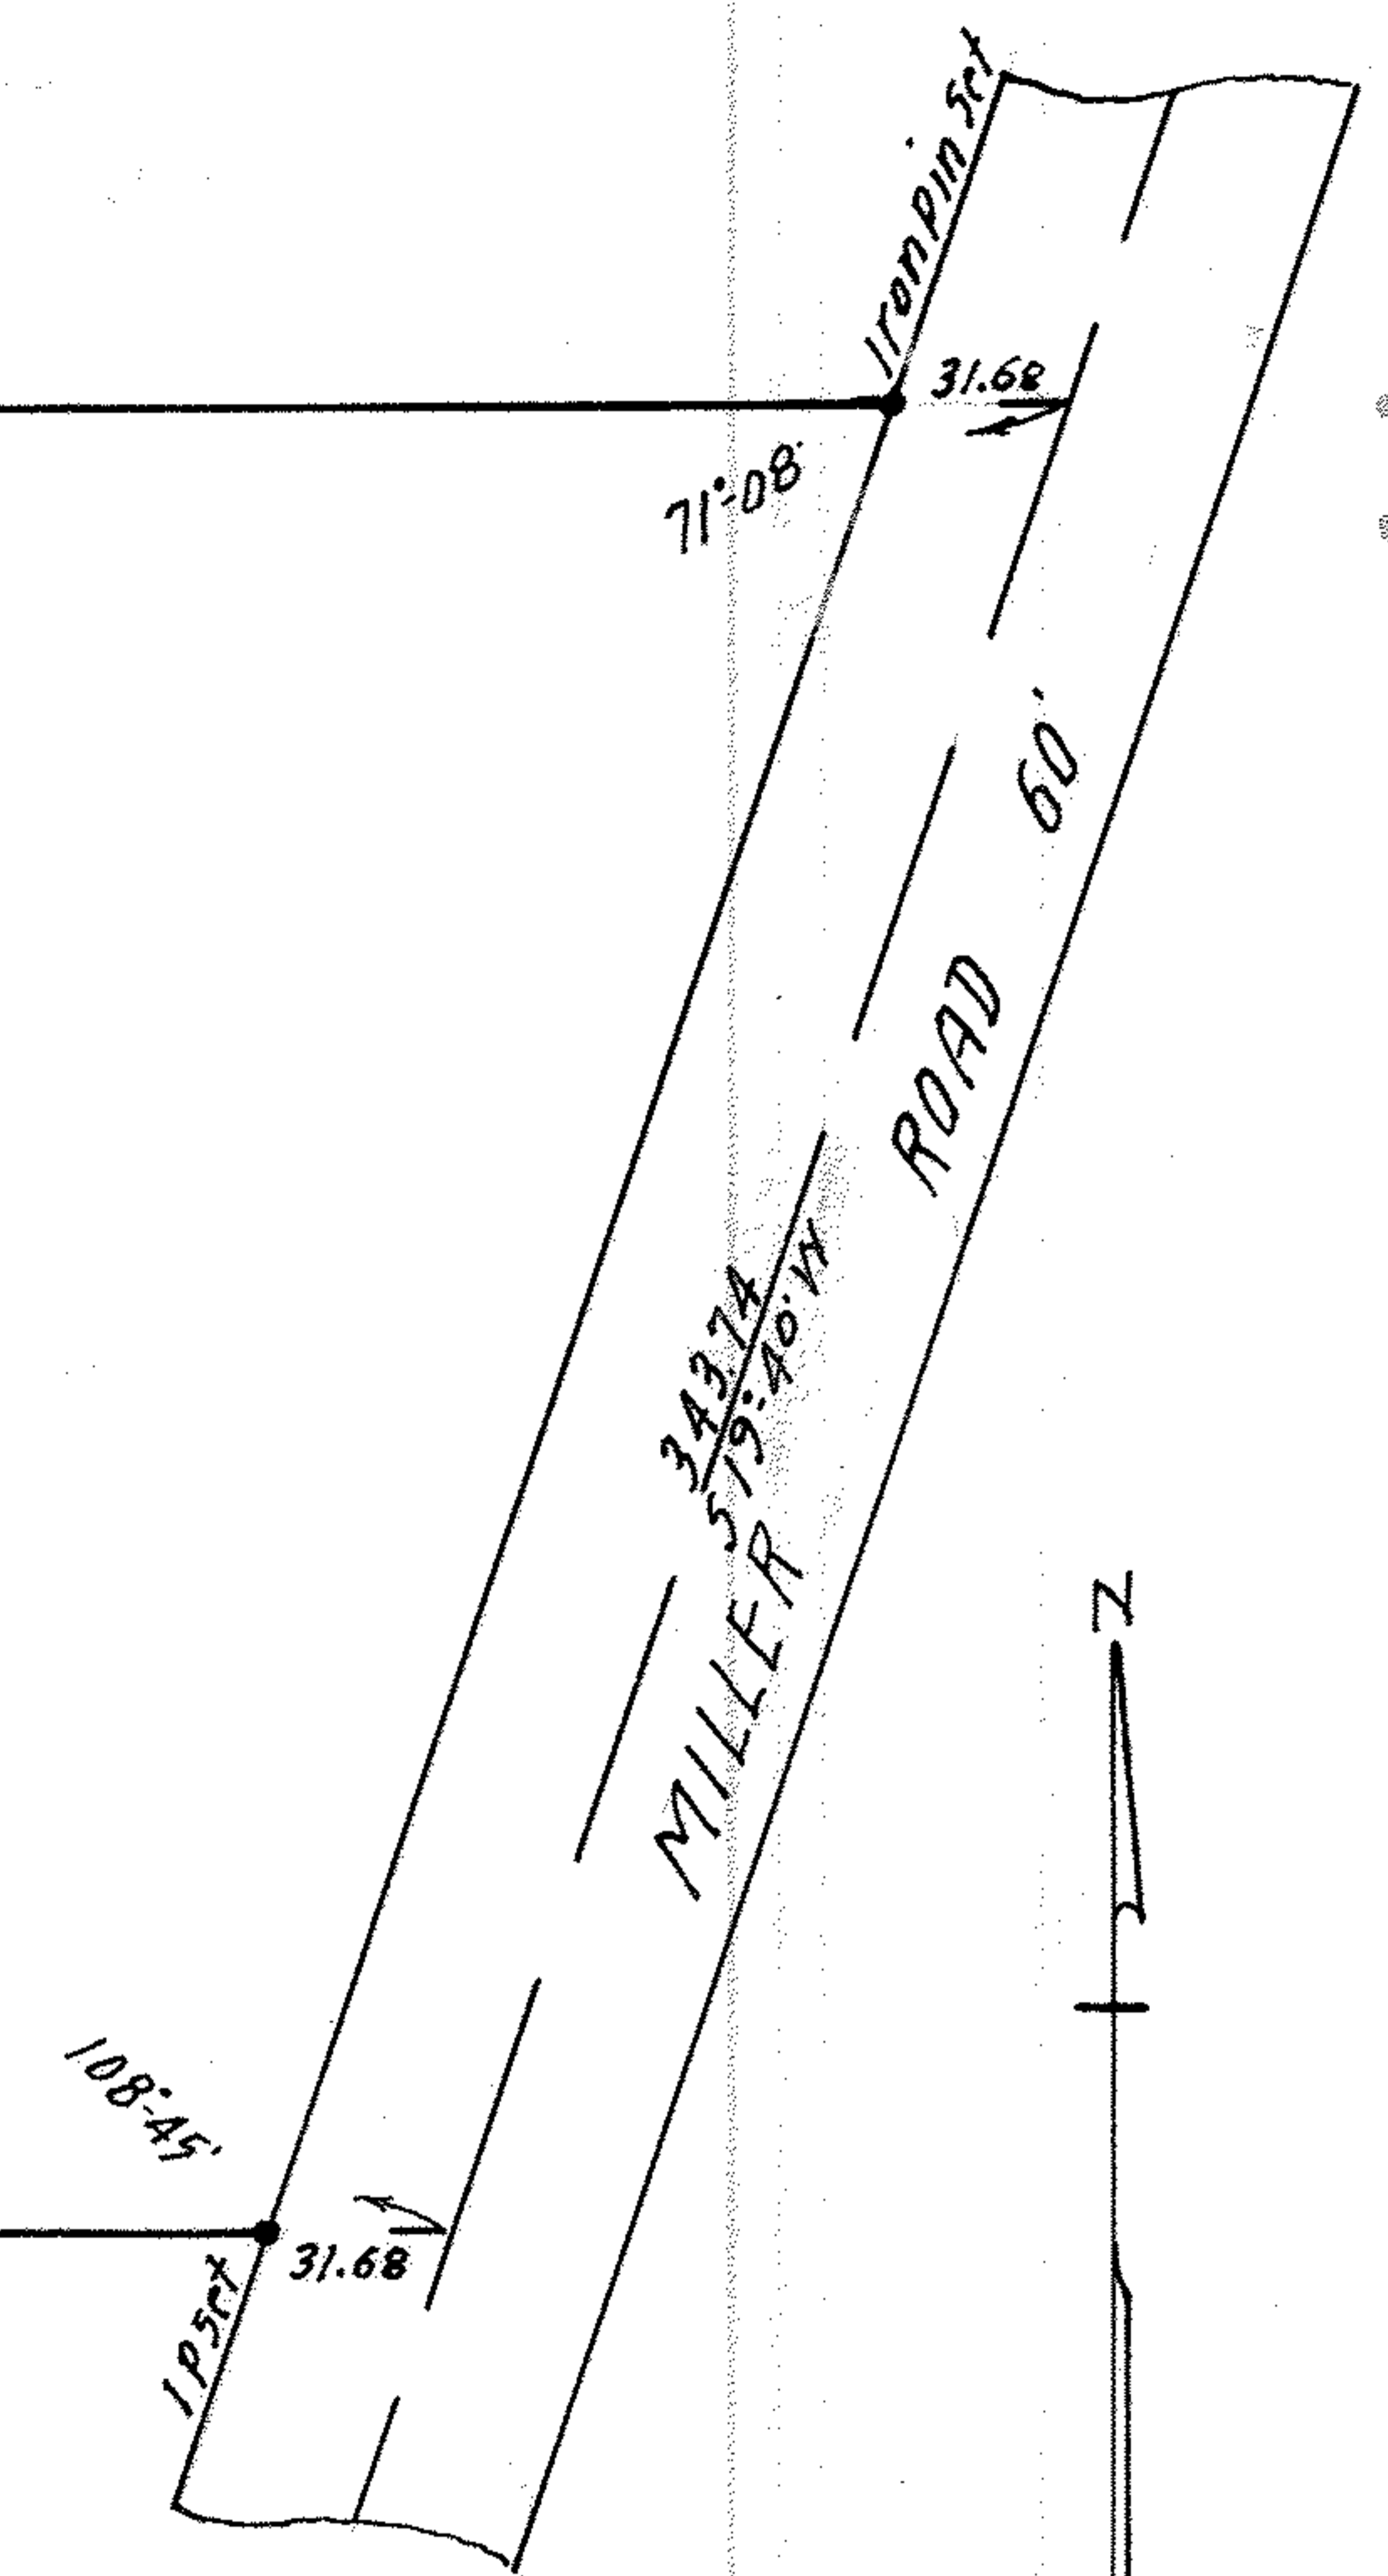 Iron pin set
31.68
71°-08'
60'
ROAD
343.74
S 19°-40' W
MILLER
N
108°-45'
31.68
I P set